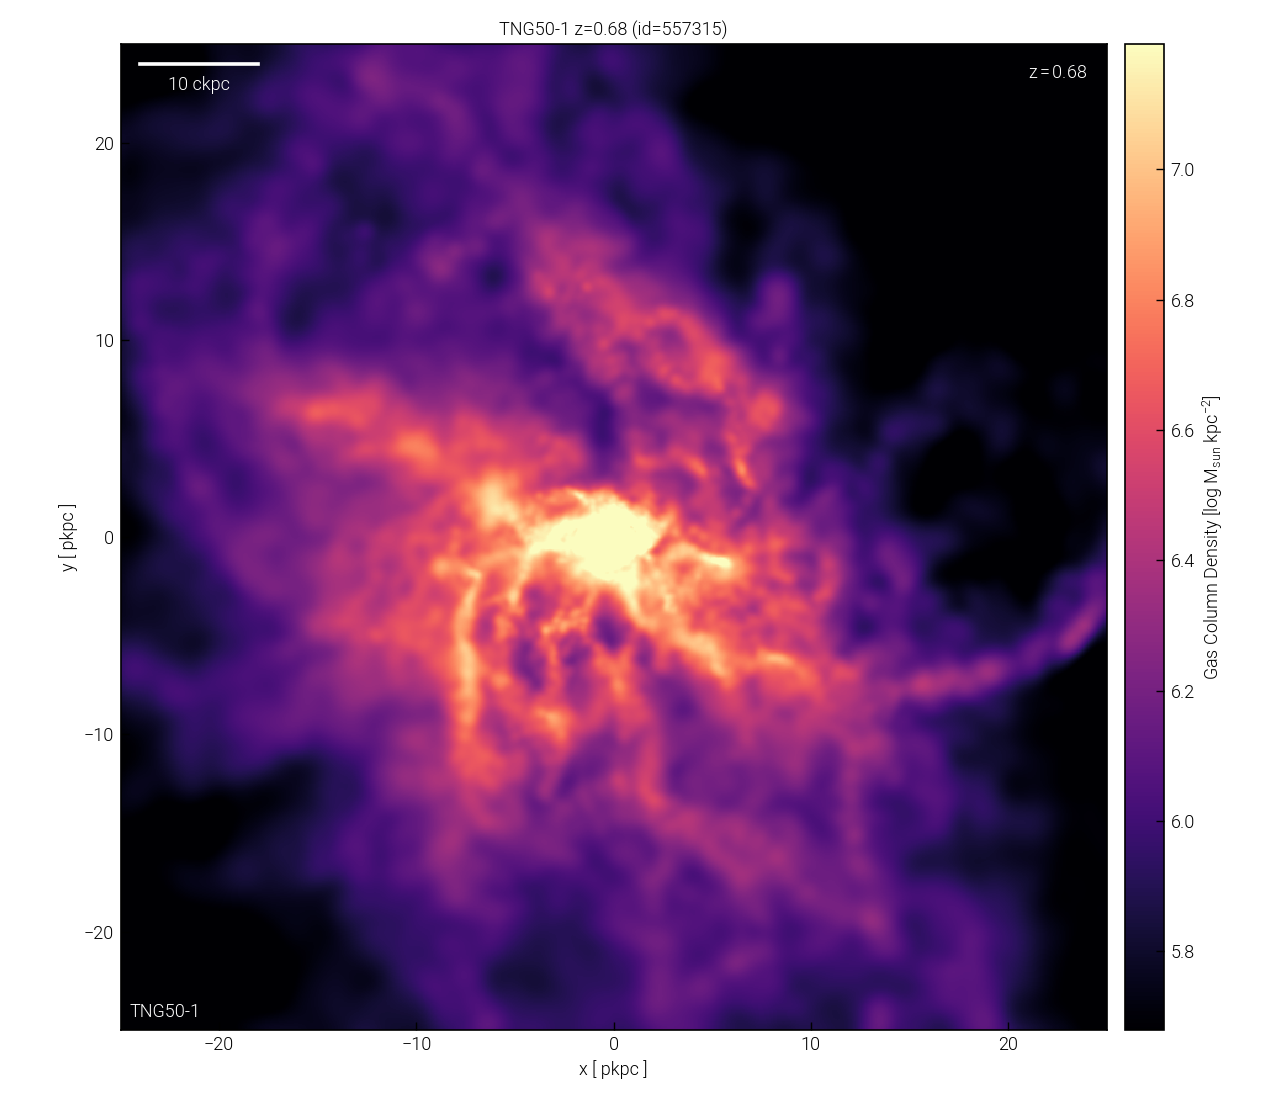 TNG50-1 z=0.68 (id=557315)
10 ckpc
z=0.68
20
10
0
−10
−20
y [ pkpc ]
TNG50-1
−20
−10
0
10
20
x [ pkpc ]
7.0
6.8
6.6
6.4
6.2
6.0
5.8
Gas Column Density [log M_sun kpc⁻²]